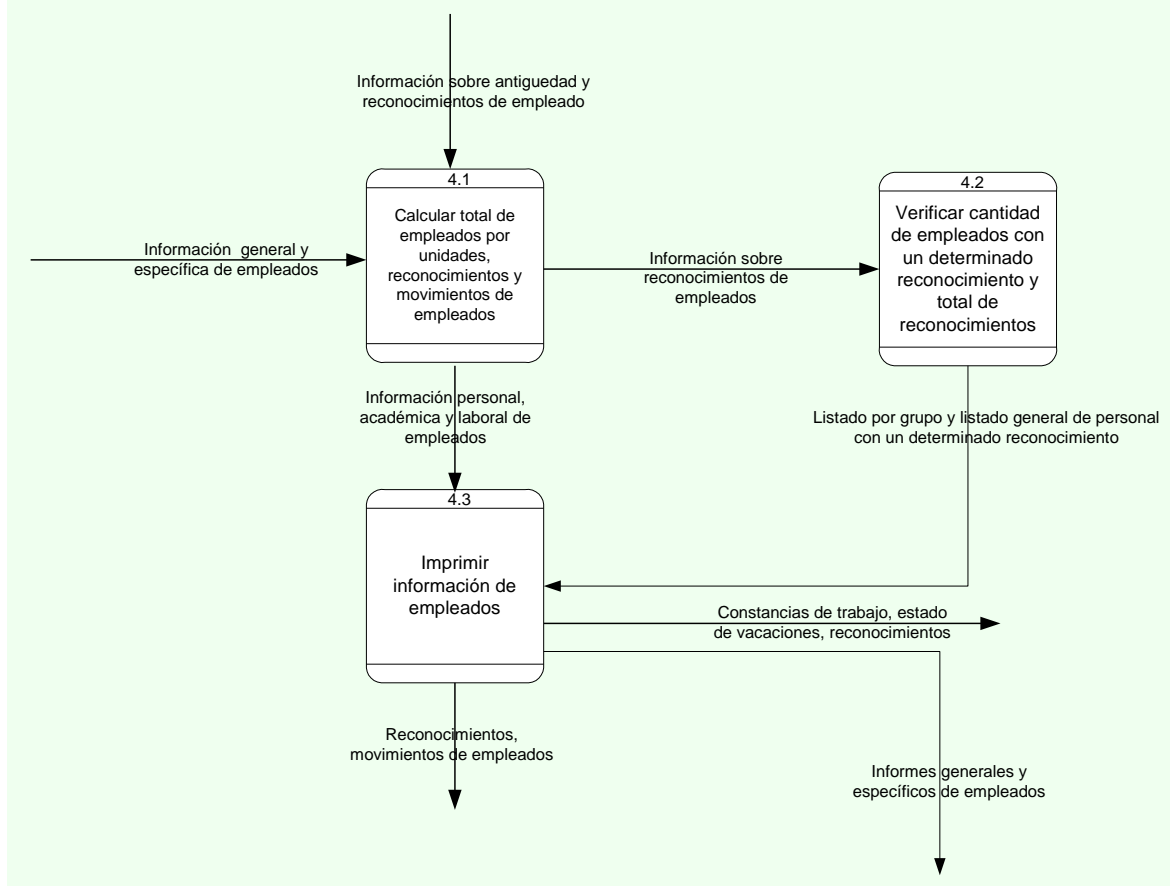 Información sobre antiguedad y
reconocimientos de empleado
4.1
Calcular total de
empleados por
unidades,
reconocimientos y
movimientos de
empleados
4.2
Verificar cantidad
de empleados con
un determinado
reconocimiento y
total de
reconocimientos
Información general y
específica de empleados
Información sobre
reconocimientos de
empleados
Información personal,
académica y laboral de
empleados
Listado por grupo y listado general de personal
con un determinado reconocimiento
4.3
Imprimir
información de
empleados
Constancias de trabajo, estado
de vacaciones, reconocimientos
Reconocimientos,
movimientos de empleados
Informes generales y
específicos de empleados